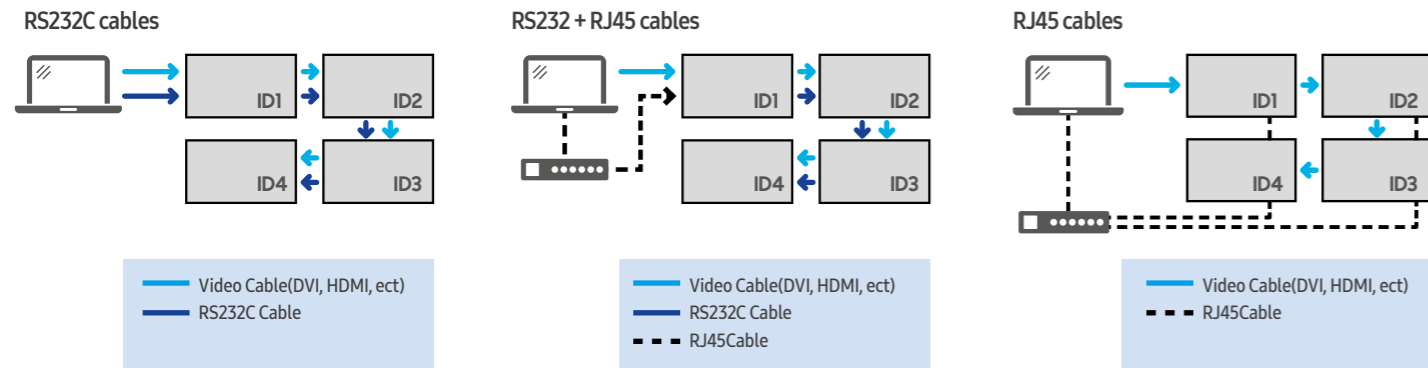 RS232C cables
ID1
ID2
ID4
ID3
Video Cable(DVI, HDMI, ect)
RS232C Cable
RS232 + RJ45 cables
ID1
ID2
ID4
ID3
Video Cable(DVI, HDMI, ect)
RS232C Cable
RJ45Cable
RJ45 cables
ID1
ID2
ID4
ID3
Video Cable(DVI, HDMI, ect)
RJ45Cable